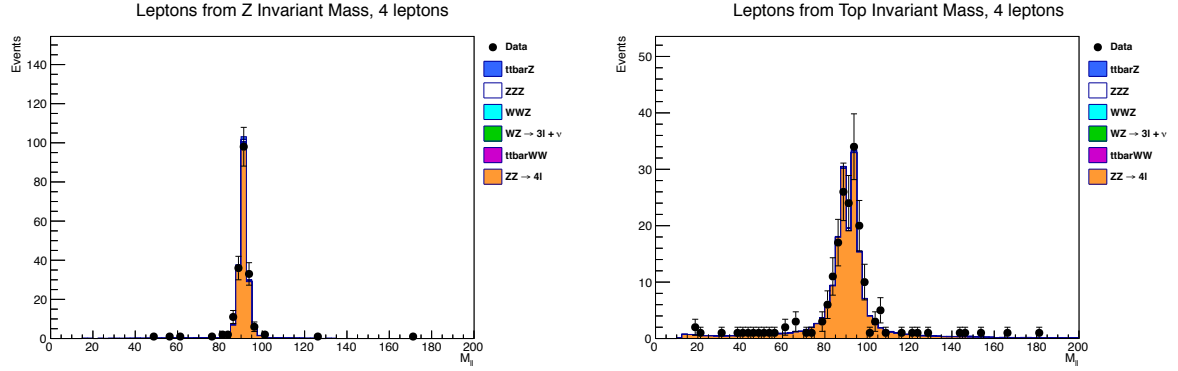 Leptons from Z Invariant Mass, 4 leptons
Events
140
120
100
80
60
40
20
0
0 20 40 60 80 100 120 140 160 180 200
M_ll
Data
ttbarZ
ZZZ
WWZ
WZ → 3l + ν
ttbarWW
ZZ → 4l
Leptons from Top Invariant Mass, 4 leptons
Events
50
40
30
20
10
0
0 20 40 60 80 100 120 140 160 180 200
M_ll
Data
ttbarZ
ZZZ
WWZ
WZ → 3l + ν
ttbarWW
ZZ → 4l